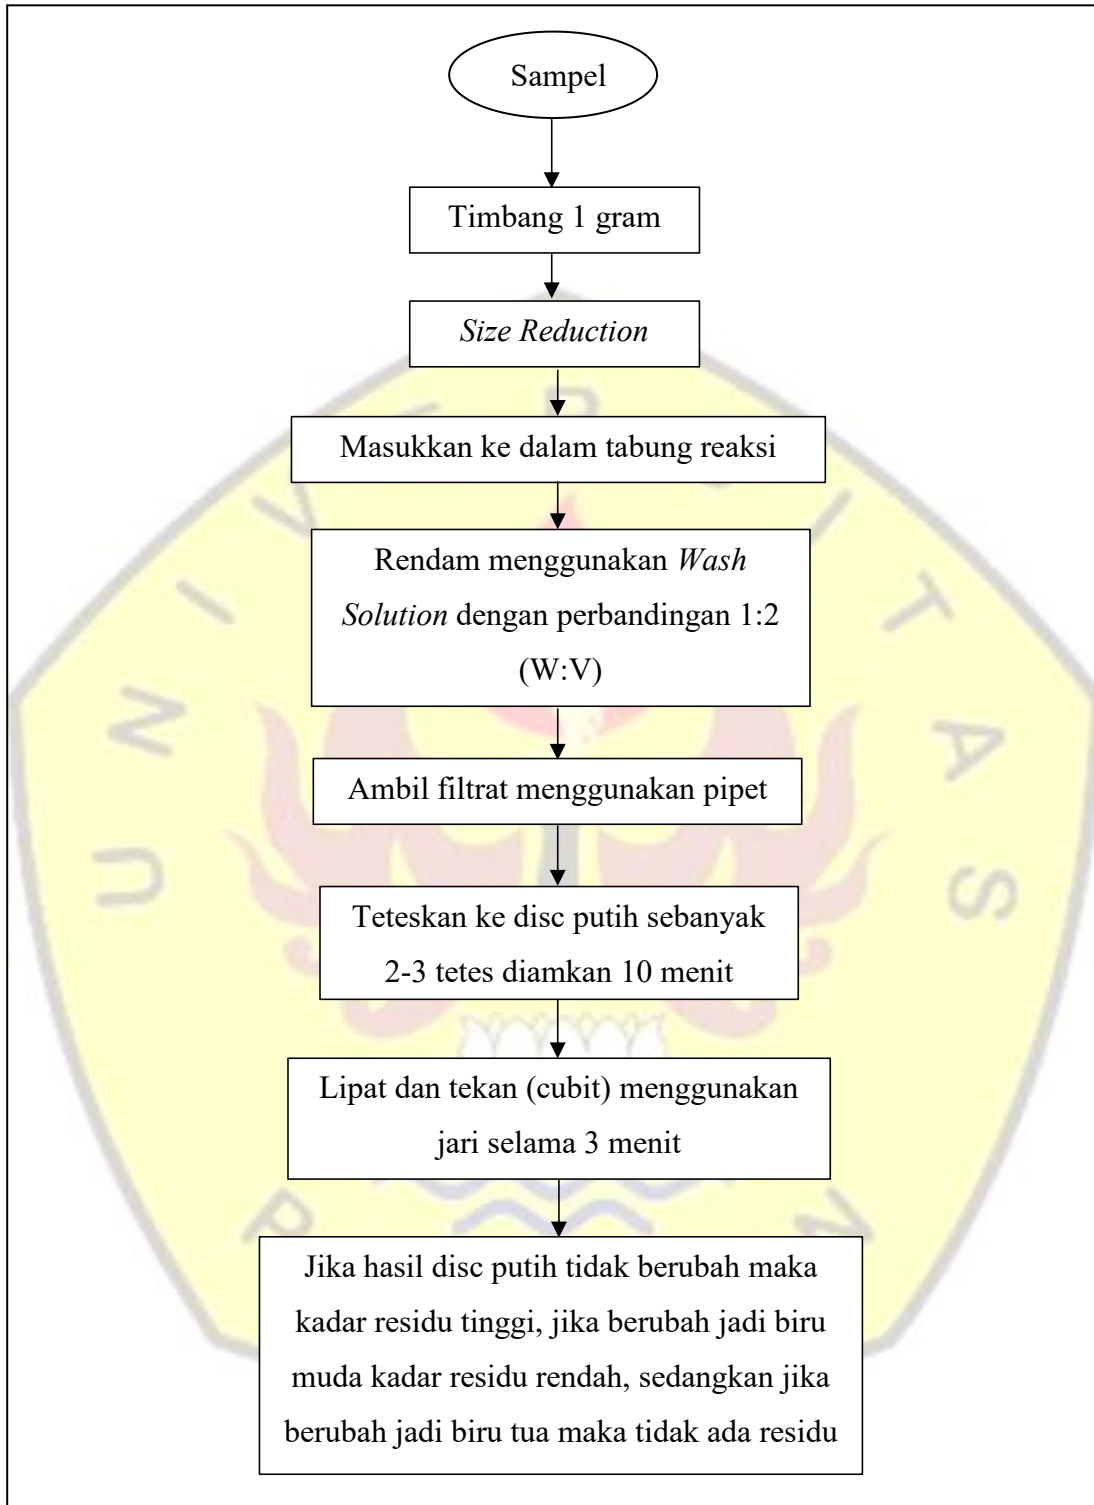 Sampel
Timbang 1 gram
Size Reduction
Masukkan ke dalam tabung reaksi
Rendam menggunakan Wash
Solution dengan perbandingan 1:2
(W:V)
Ambil filtrat menggunakan pipet
Teteskan ke disc putih sebanyak
2-3 tetes diamkan 10 menit
Lipat dan tekan (cubit) menggunakan
jari selama 3 menit
Jika hasil disc putih tidak berubah maka
kadar residu tinggi, jika berubah jadi biru
muda kadar residu rendah, sedangkan jika
berubah jadi biru tua maka tidak ada residu